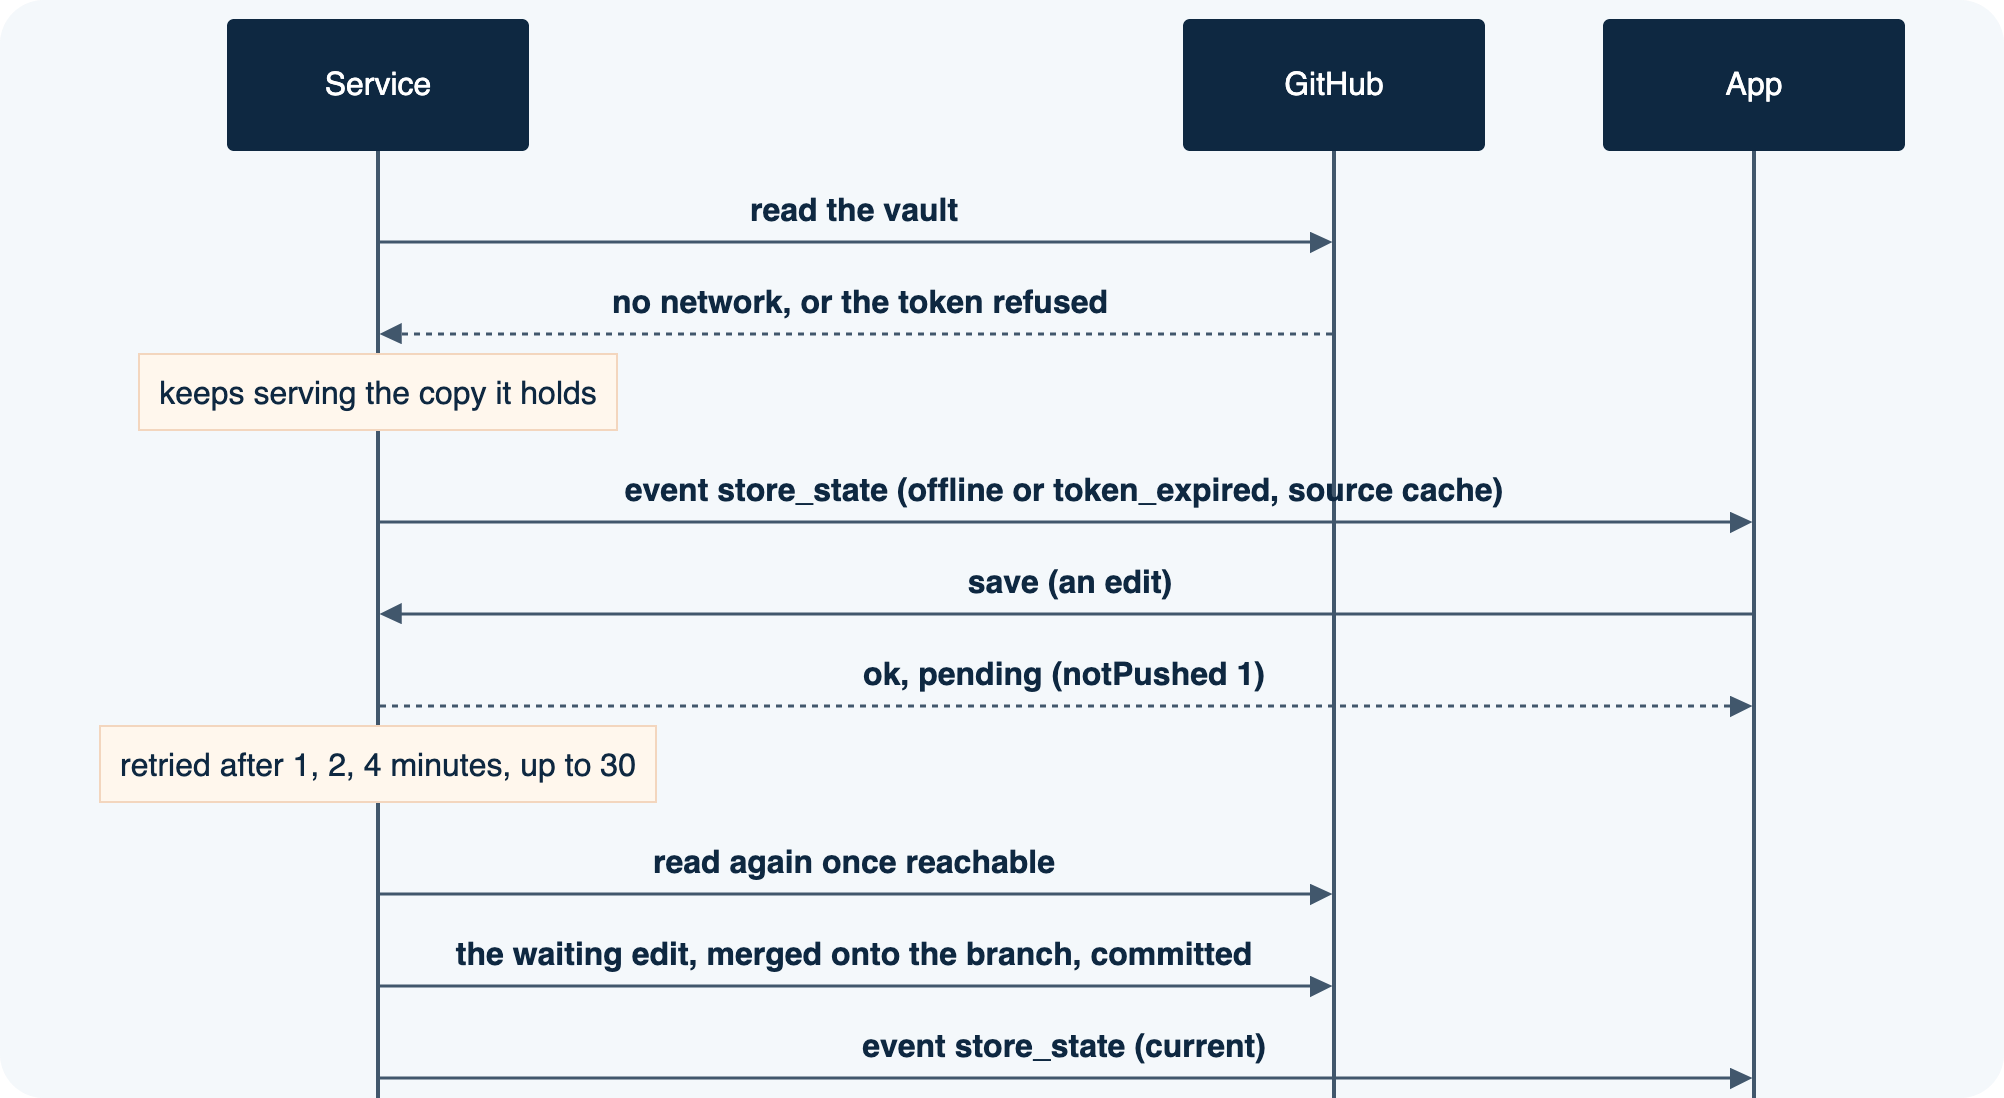 Service
GitHub
App
read the vault
no network, or the token refused
keeps serving the copy it holds
event store_state (offline or token_expired, source cache)
save (an edit)
ok, pending (notPushed 1)
retried after 1, 2, 4 minutes, up to 30
read again once reachable
the waiting edit, merged onto the branch, committed
event store_state (current)